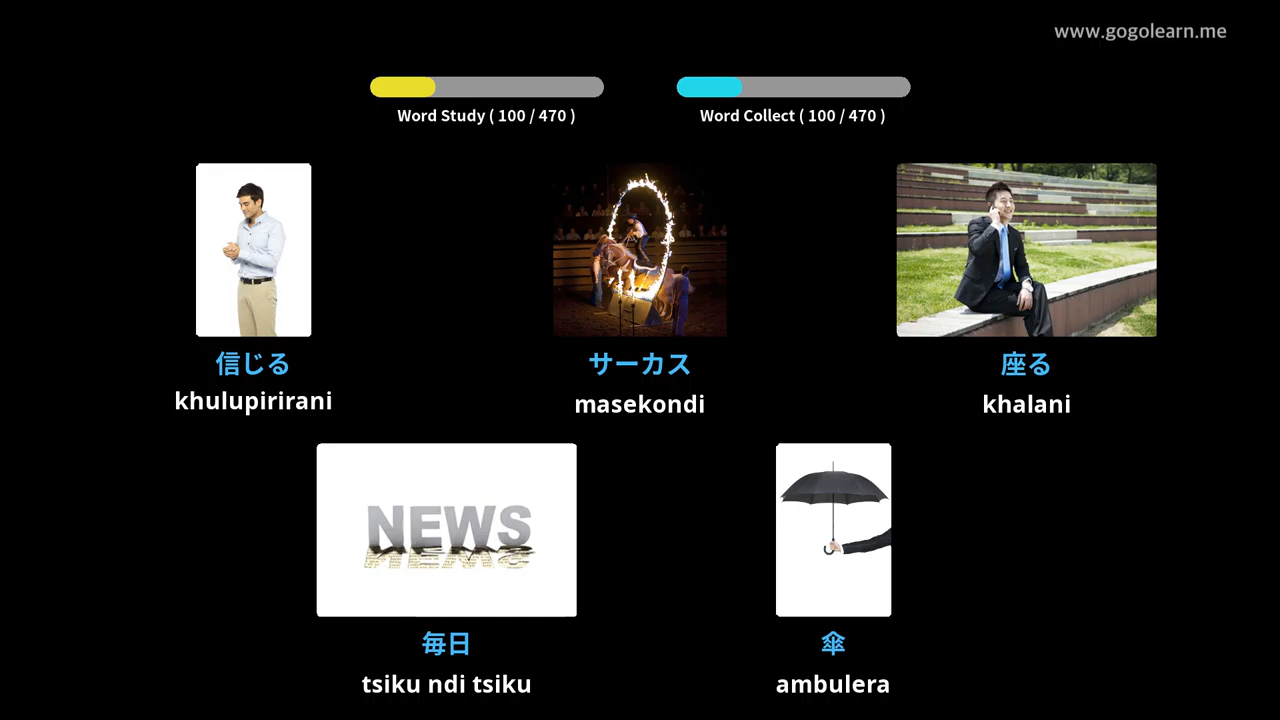 www.gogolearn.me
Word Study ( 100 / 470 )
Word Collect ( 100 / 470 )
信じる
サーカス
座る
khulupirirani
masekondi
khalani
NEWS
毎日
傘
tsiku ndi tsiku
ambulera